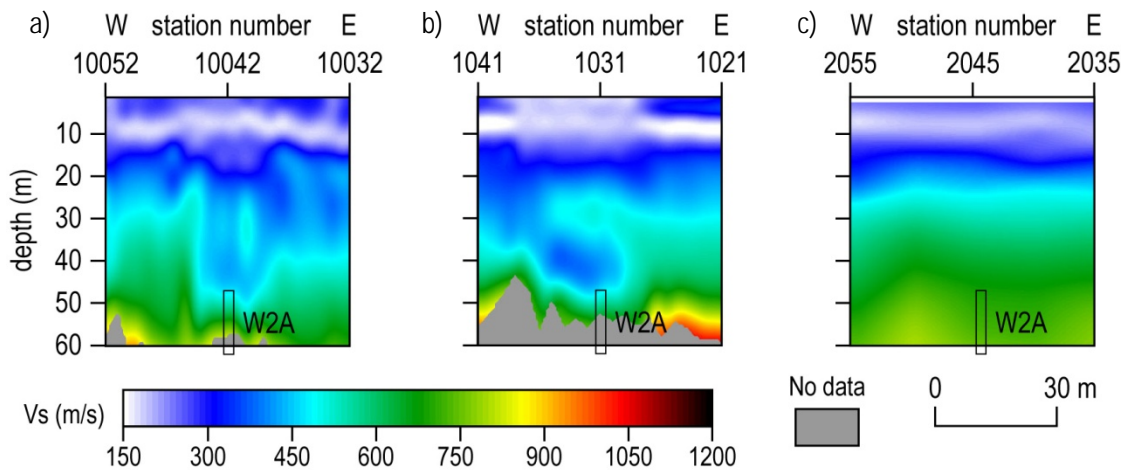 a) W station number E
10052 10042 10032
b) W station number E
1041 1031 1021
c) W station number E
2055 2045 2035
depth (m)
10
20
30
40
50
60
W2A
W2A
W2A
Vs (m/s)
150 300 450 600 750 900 1050 1200
No data
0 30 m